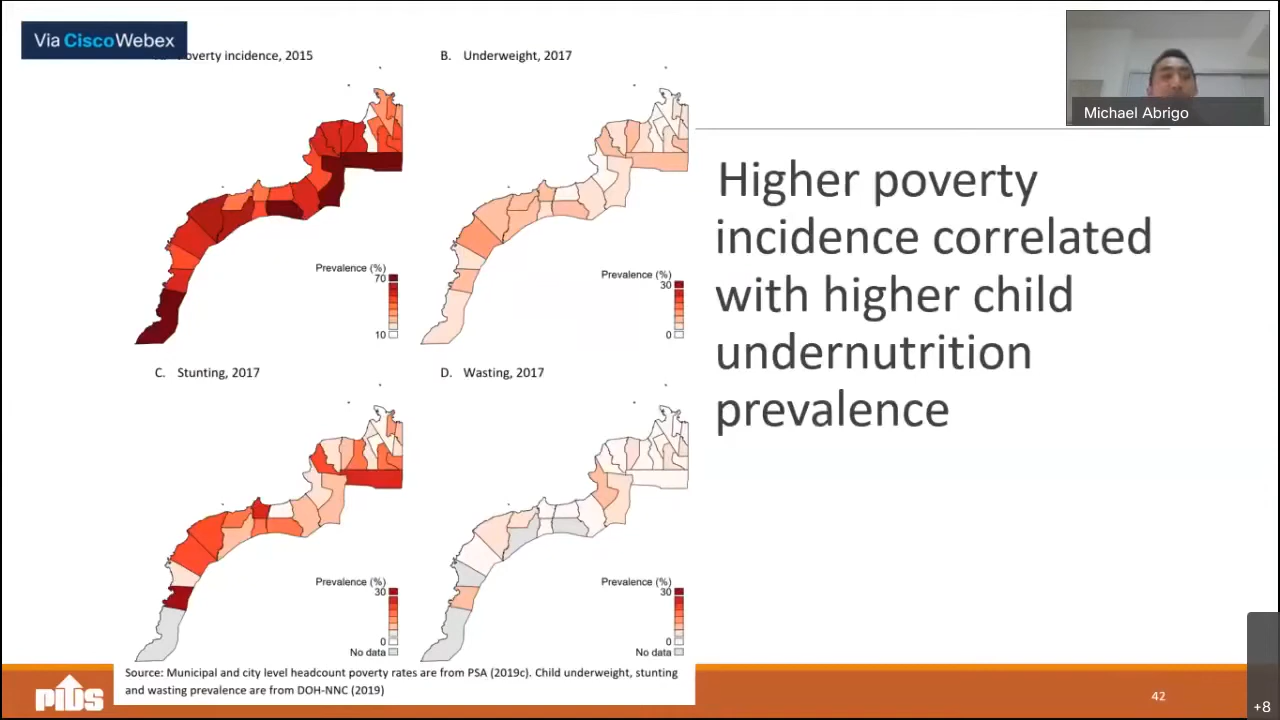 Via CiscoWebex
Poverty incidence, 2015
B. Underweight, 2017
Michael Abrigo
Higher poverty
incidence correlated
with higher child
undernutrition
prevalence
Prevalence (%)
70
10
Prevalence (%)
30
0
C. Stunting, 2017
D. Wasting, 2017
Prevalence (%)
30
0
No data
Prevalence (%)
30
0
No data
Source: Municipal and city level headcount poverty rates are from PSA (2019c). Child underweight, stunting
and wasting prevalence are from DOH-NNC (2019)
PIDS
42
+8